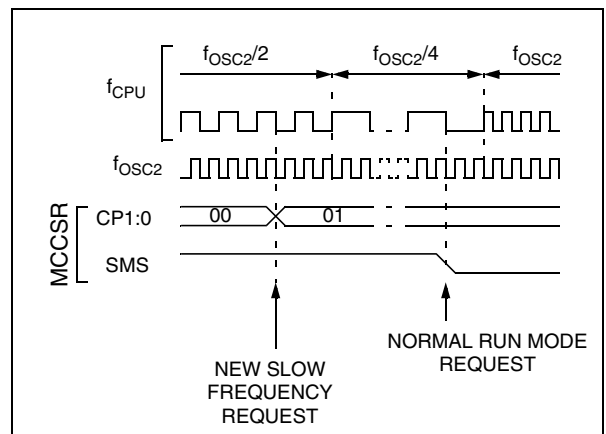 fOSC2/2
fOSC2/4
fOSC2
fCPU
fOSC2
MCCSR
CP1:0
00
01
SMS
NEW SLOW
FREQUENCY
REQUEST
NORMAL RUN MODE
REQUEST